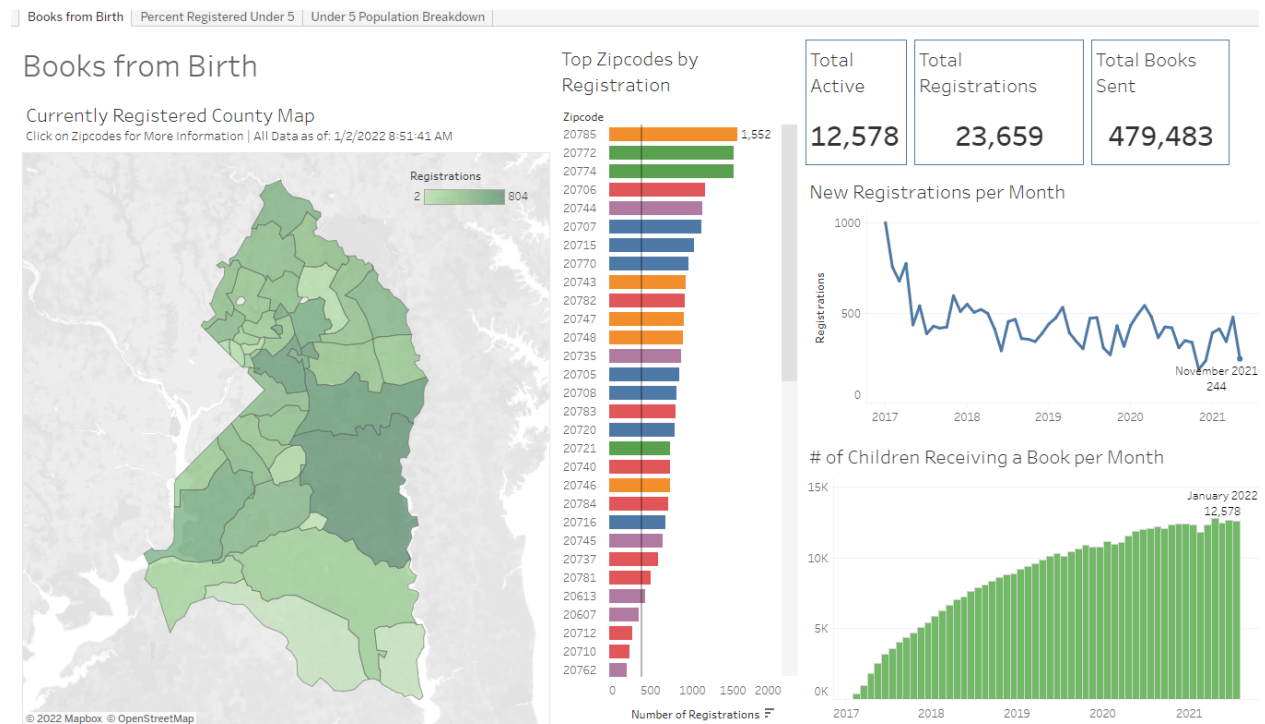 Books from Birth
Percent Registered Under 5
Under 5 Population Breakdown
Books from Birth
Currently Registered County Map
Click on Zipcodes for More Information | All Data as of: 1/2/2022 8:51:41 AM
Registrations
2
804
© 2022 Mapbox © OpenStreetMap
Top Zipcodes by
Registration
Zipcode
20785
1,552
20772
20774
20706
20744
20707
20715
20770
20743
20782
20747
20748
20735
20705
20708
20783
20720
20721
20740
20746
20784
20716
20745
20737
20781
20613
20607
20712
20710
20762
0
500
1000
1500
2000
Number of Registrations
Total
Active
12,578
Total
Registrations
23,659
Total Books
Sent
479,483
New Registrations per Month
1000
500
0
Registrations
November 2021
244
2017
2018
2019
2020
2021
# of Children Receiving a Book per Month
15K
10K
5K
0K
January 2022
12,578
2017
2018
2019
2020
2021